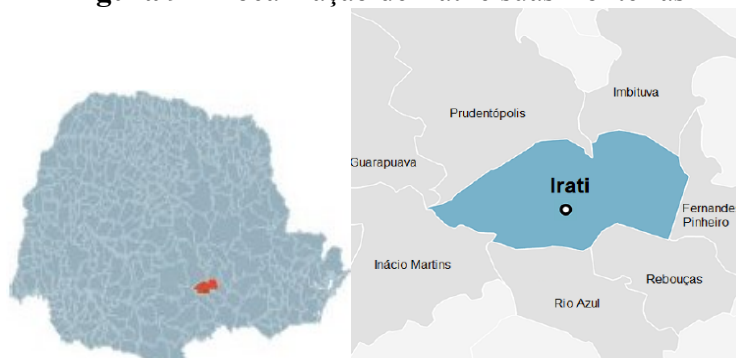 Imbituva
Prudentópolis
Guarapuava
Irati
Fernandes
Pinheiro
Inácio Martins
Rebouças
Rio Azul